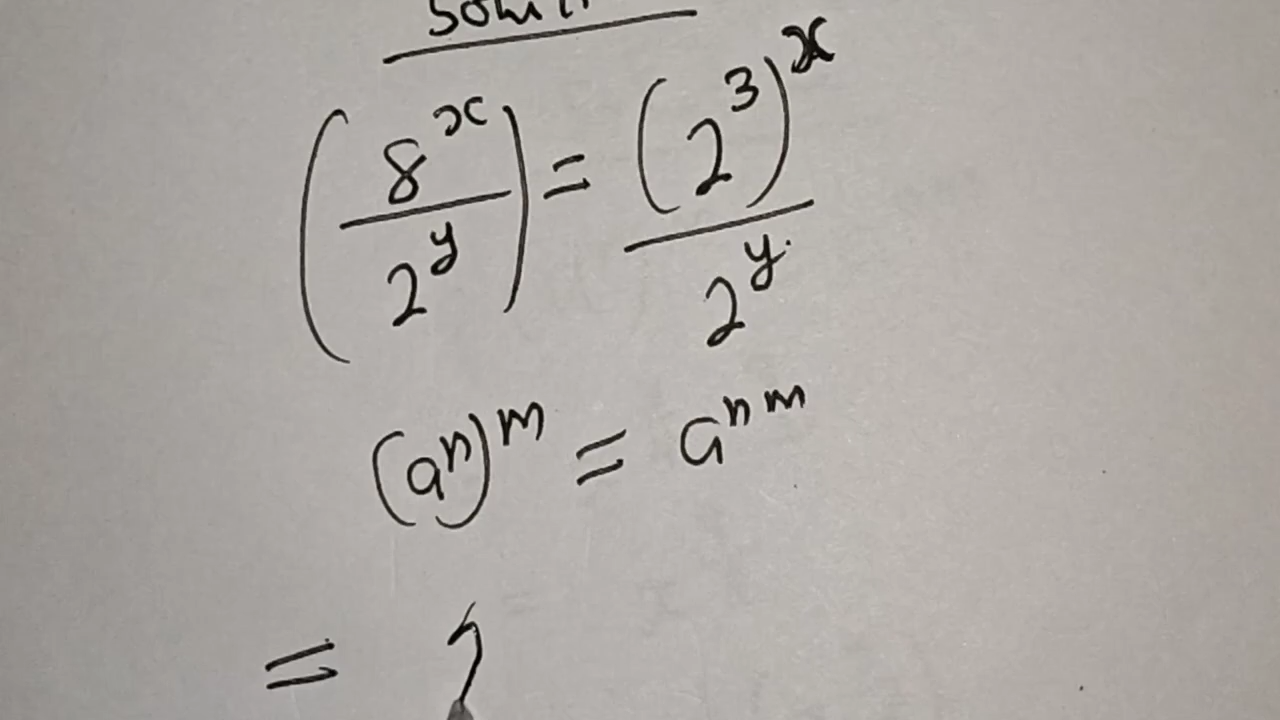 (8^x / 2^y) = (2^3)^x / 2^y.
(a^n)^m = a^nm
=